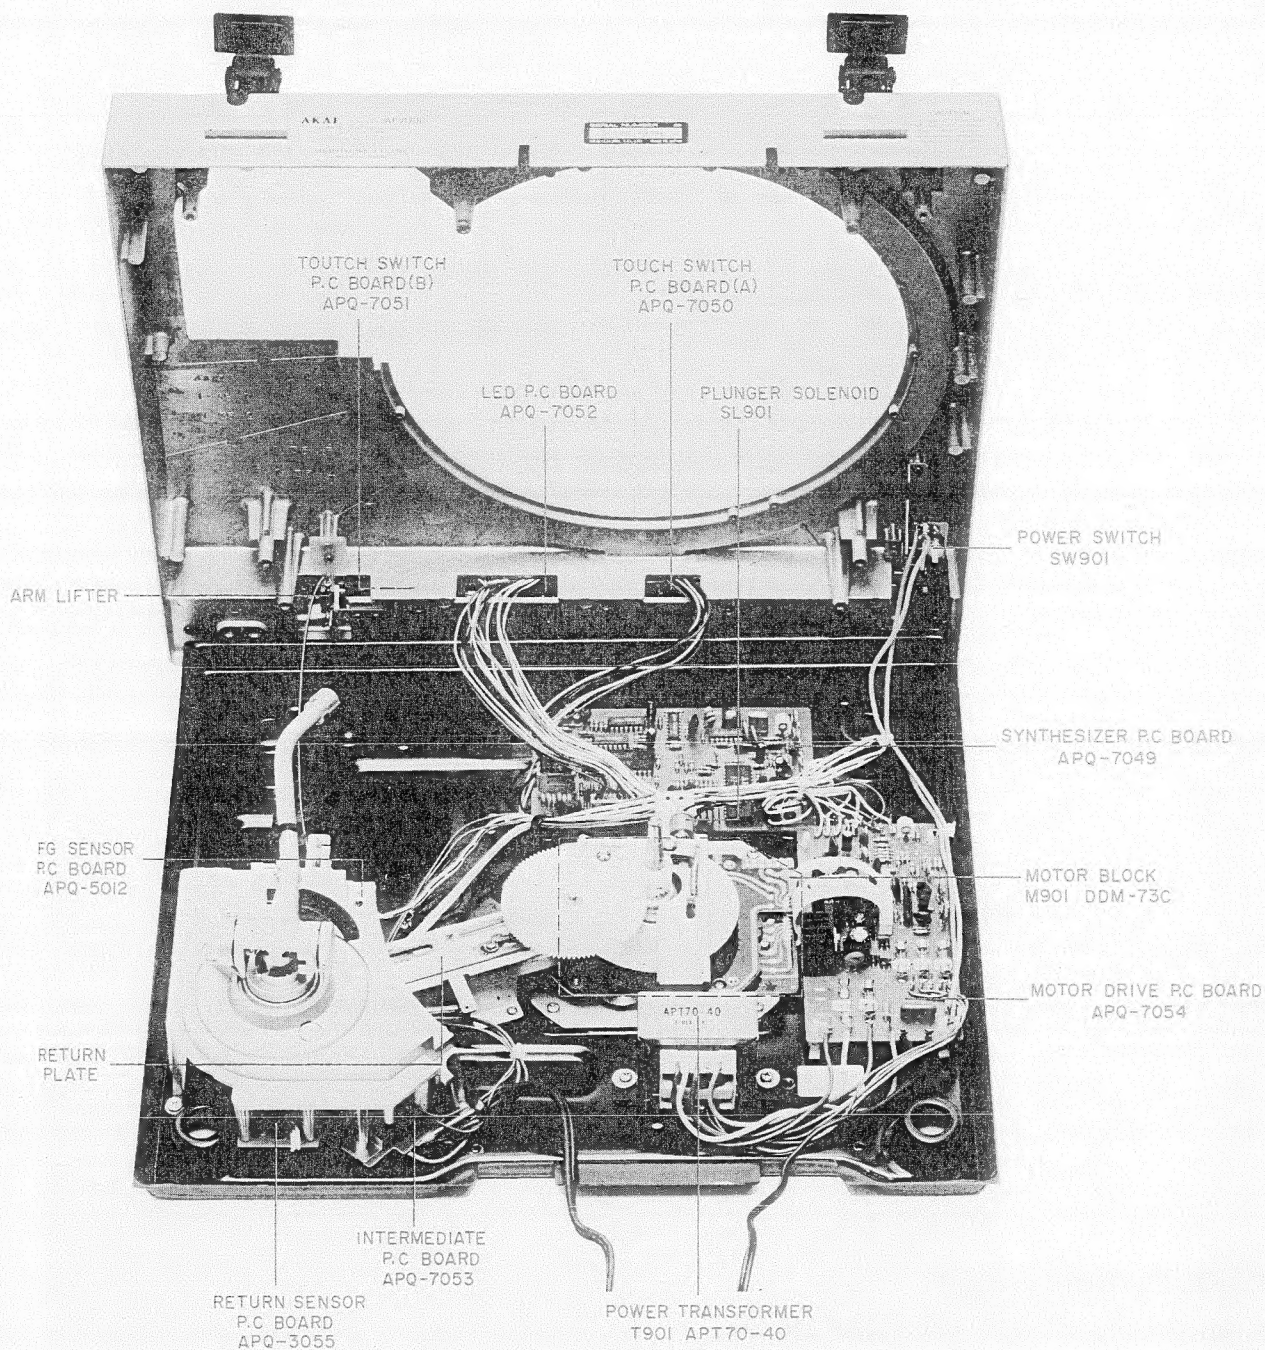 AKAI
TOUTCH SWITCH
P.C BOARD(B)
APQ-7051
TOUCH SWITCH
P.C BOARD(A)
APQ-7050
LED P.C BOARD
APQ-7052
PLUNGER SOLENOID
SL901
POWER SWITCH
SW901
ARM LIFTER
SYNTHESIZER P.C BOARD
APQ-7049
FG SENSOR
P.C BOARD
APQ-5012
MOTOR BLOCK
M901 DDM-73C
MOTOR DRIVE P.C BOARD
APQ-7054
APT70-40
RETURN
PLATE
INTERMEDIATE
P.C BOARD
APQ-7053
RETURN SENSOR
P.C BOARD
APQ-3055
POWER TRANSFORMER
T901 APT70-40